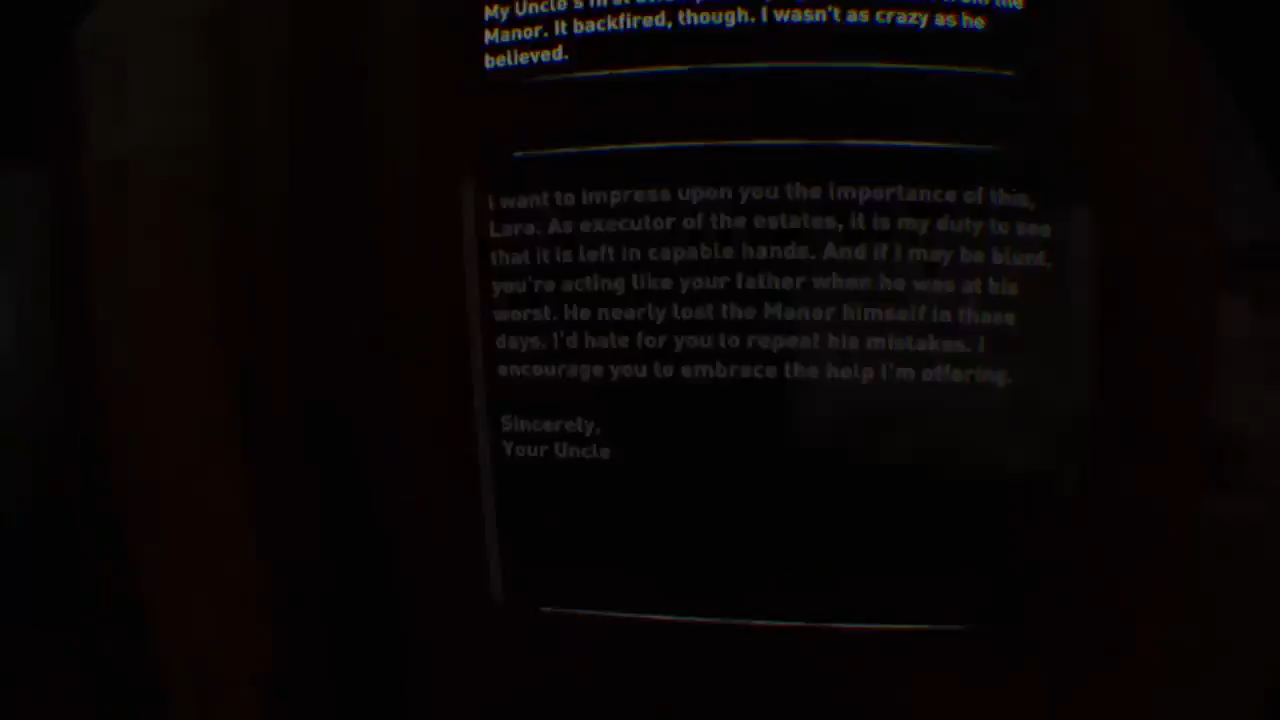 My Uncle's
Manor. It backfired, though. I wasn't as crazy as he
believed.
I want to impress upon you the importance of this,
Lara. As executor of the estates, it is my duty to see
that it is left in capable hands. And if I may be blunt,
you're acting like your father when he was at his
worst. He nearly lost the Manor himself in those
days. I'd hate for you to repeat his mistakes. I
encourage you to embrace the help I'm offering.
Sincerely,
Your Uncle